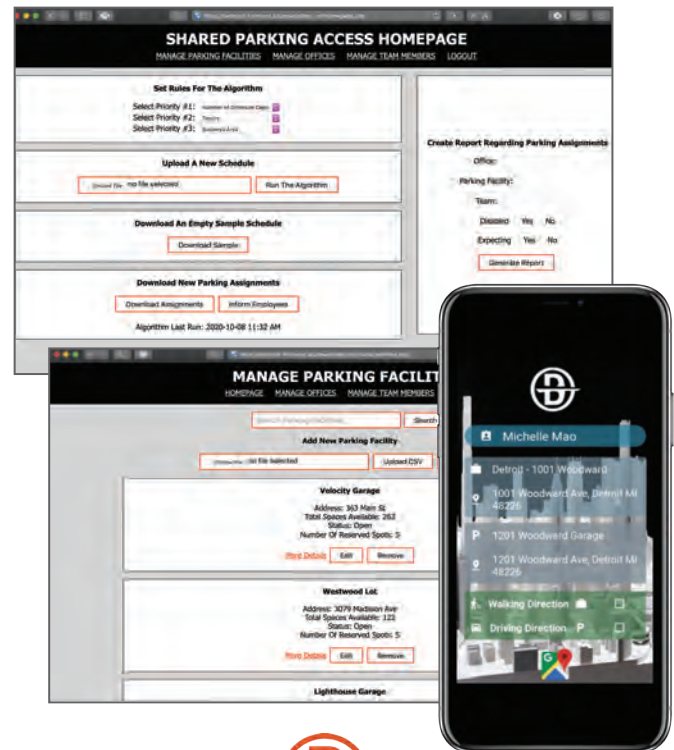 SHARED PARKING ACCESS HOMEPAGE
MANAGE PARKING FACILITIES MANAGE OFFICES MANAGE TEAM MEMBERS LOGOUT
Set Rules For The Algorithm
Select Priority #1:
Select Priority #2:
Select Priority #3:
Upload A New Schedule
no file selected Run The Algorithm
Download An Empty Sample Schedule
Download Sample
Download New Parking Assignments
Download Assignments Inform Employees
Algorithm Last Run: 2020-10-08 11:32 AM
Create Report Regarding Parking Assignments
Office:
Parking Facility:
Team:
Disabled Yes No
Expecting Yes No
Generate Report
MANAGE PARKING FACILIT
HOMEPAGE MANAGE OFFICES MANAGE TEAM MEMBERS
Search
Add New Parking Facility
no file selected Upload CSV
Velocity Garage
Address: 363 Main St
Total Spaces Available: 263
Status: Open
Number Of Reserved Spots: 5
More Details Edit Remove
Westwood Lot
Address: 3079 Madison Ave
Total Spaces Available: 122
Status: Open
Number Of Reserved Spots: 5
More Details Edit Remove
Lighthouse Garage
Michelle Mao
Detroit - 1001 Woodward
1001 Woodward Ave, Detroit MI
48226
P 1201 Woodward Garage
1201 Woodward Ave, Detroit MI
48226
Walking Direction
Driving Direction P